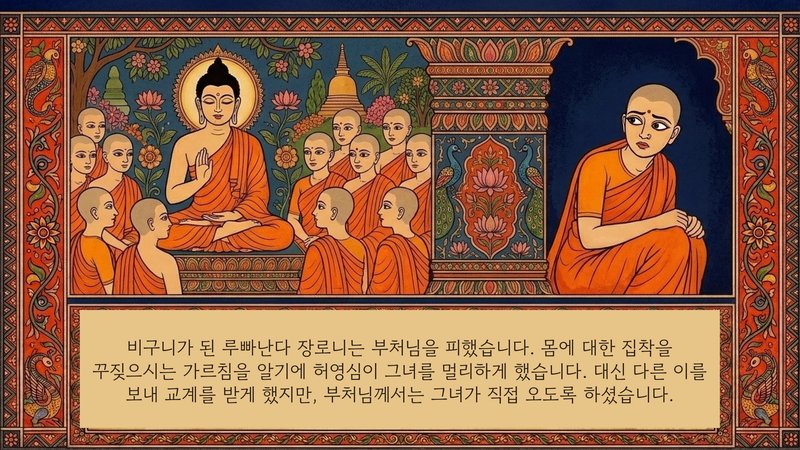 비구니가 된 루빠난다 장로니는 부처님을 피했습니다. 몸에 대한 집착을
꾸짖으시는 가르침을 알기에 허영심이 그녀를 멀리하게 했습니다. 대신 다른 이를
보내 교계를 받게 했지만, 부처님께서는 그녀가 직접 오도록 하셨습니다.